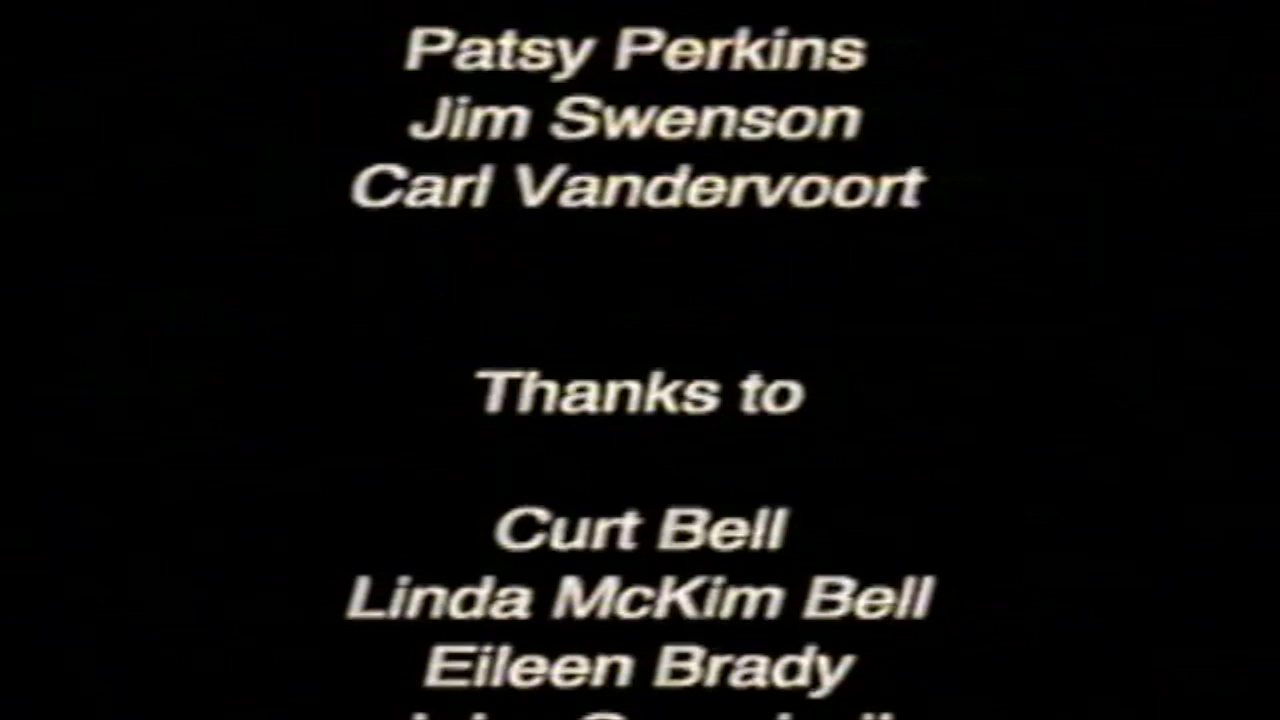 Patsy Perkins
Jim Swenson
Carl Vandervoort
Thanks to
Curt Bell
Linda McKim Bell
Eileen Brady